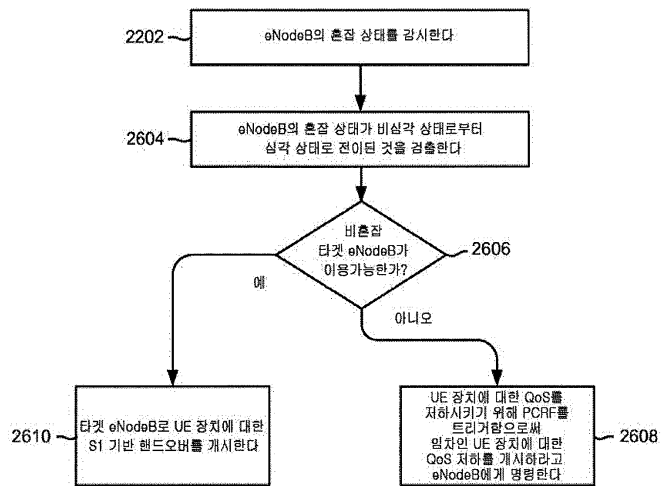 2202
eNodeB의 혼잡 상태를 감시한다
2604
eNodeB의 혼잡 상태가 비심각 상태로부터
심각 상태로 전이된 것을 검출한다
비혼잡
타겟 eNodeB가
이용가능한가?
2606
예
아니오
2610
타겟 eNodeB로 UE 장치에 대한
S1 기반 핸드오버를 개시한다
UE 장치에 대한 QoS를
저하시키기 위해 PCRF를
트리거함으로써
임차인 UE 장치에 대한
QoS 저하를 개시하라고
eNodeB에게 명령한다
2608